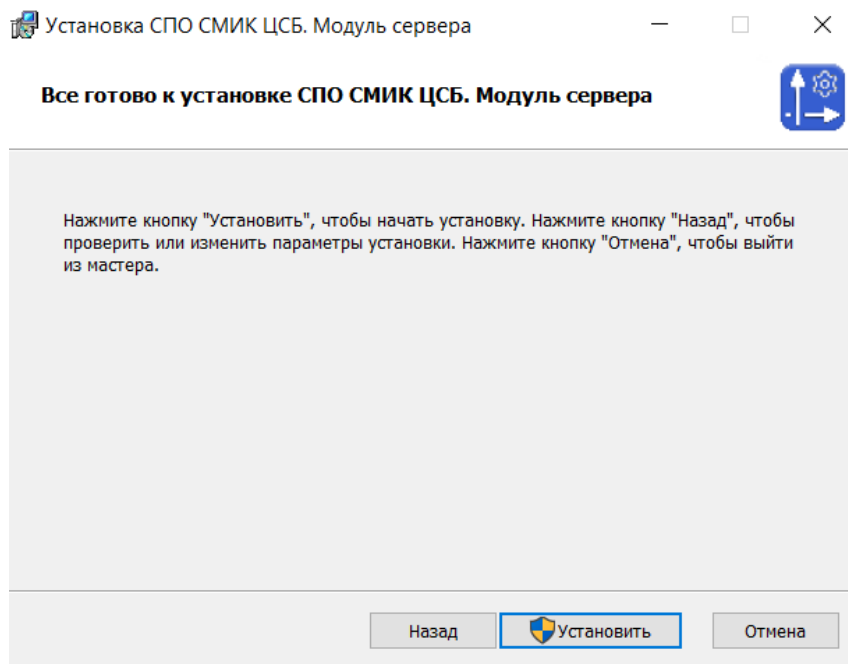 Установка СПО СМИК ЦСБ. Модуль сервера
Все готово к установке СПО СМИК ЦСБ. Модуль сервера
Нажмите кнопку "Установить", чтобы начать установку. Нажмите кнопку "Назад", чтобы
проверить или изменить параметры установки. Нажмите кнопку "Отмена", чтобы выйти
из мастера.
Назад
Установить
Отмена